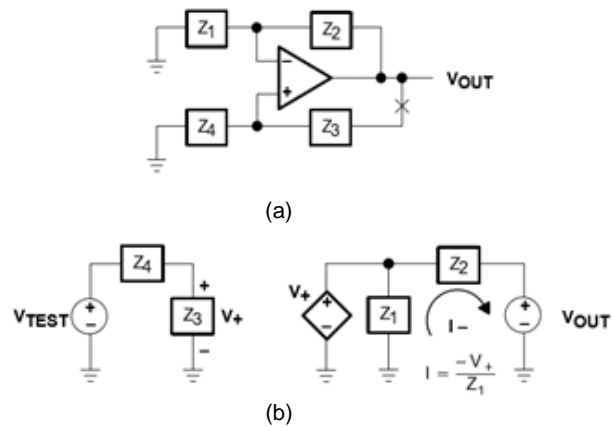 Z1
Z2
−
+
VOUT
Z4
Z3
(a)
Z4
Z2
+
VTEST
−
+
Z3
V+
−
V+
+
−
Z1
I −
+
−
VOUT
I = −V+ / Z1
(b)